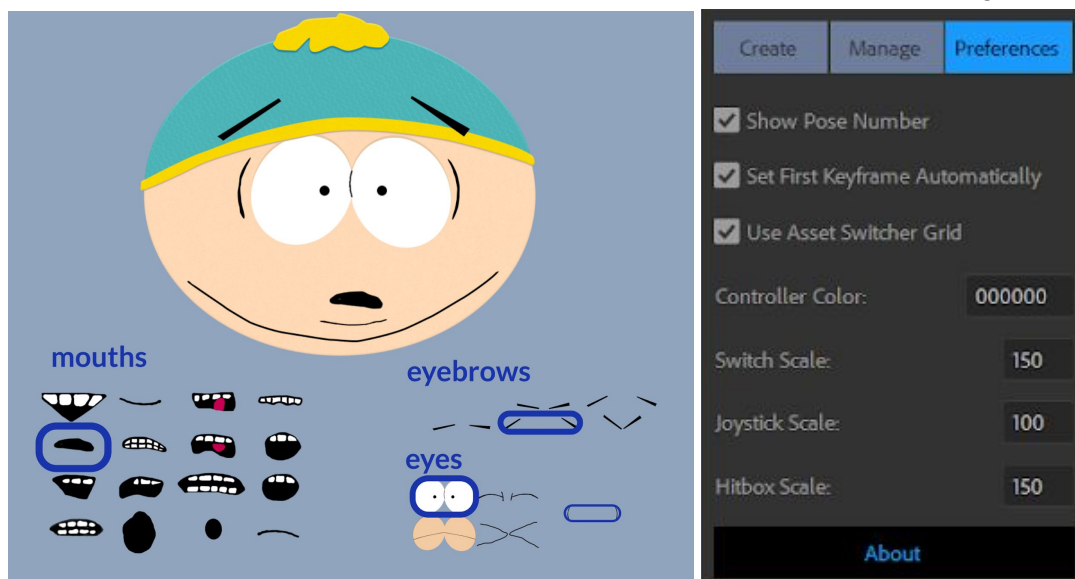 mouths
eyebrows
eyes
Create Manage Preferences
Show Pose Number
Set First Keyframe Automatically
Use Asset Switcher Grid
Controller Color: 000000
Switch Scale: 150
Joystick Scale: 100
Hitbox Scale: 150
About